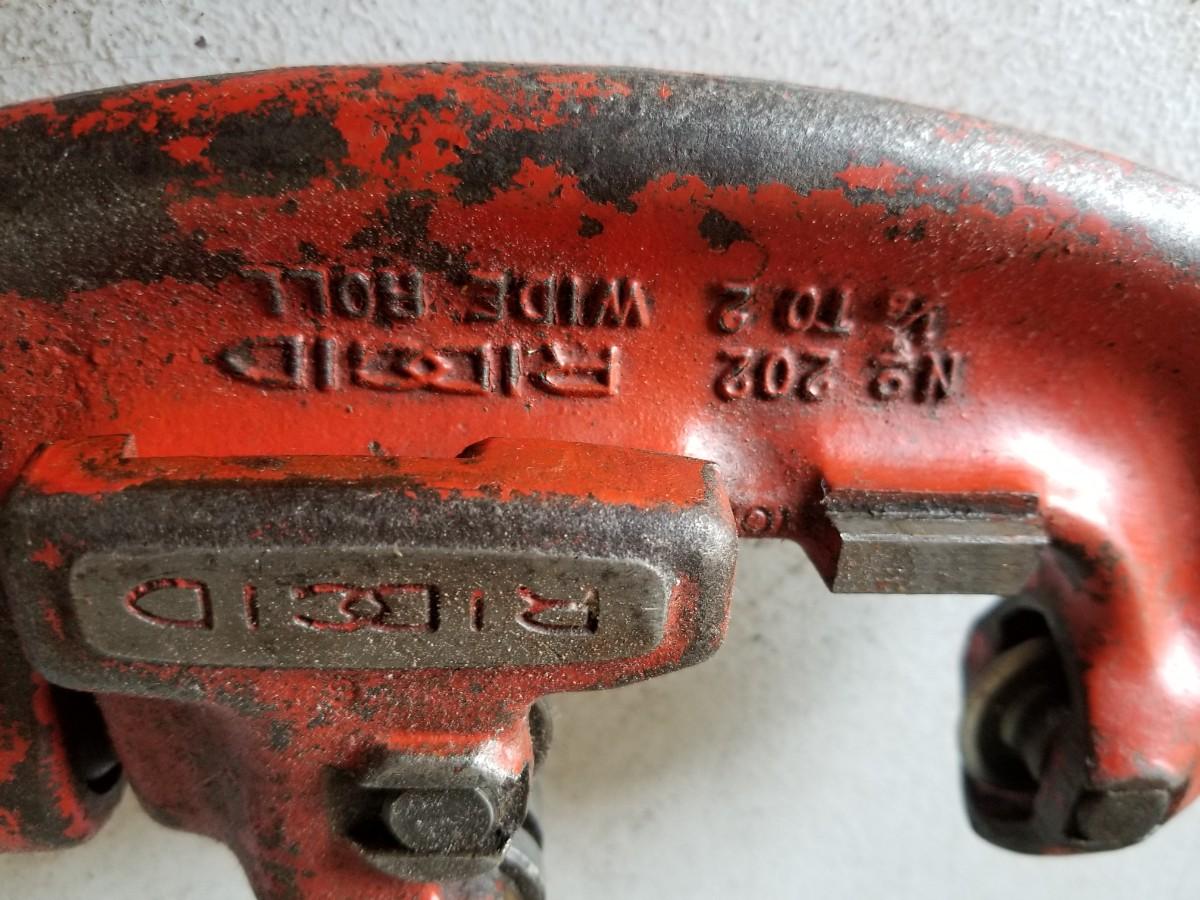 RIDGID
Nº 202 RIDGID
1/8 TO 2 WIDE ROLL